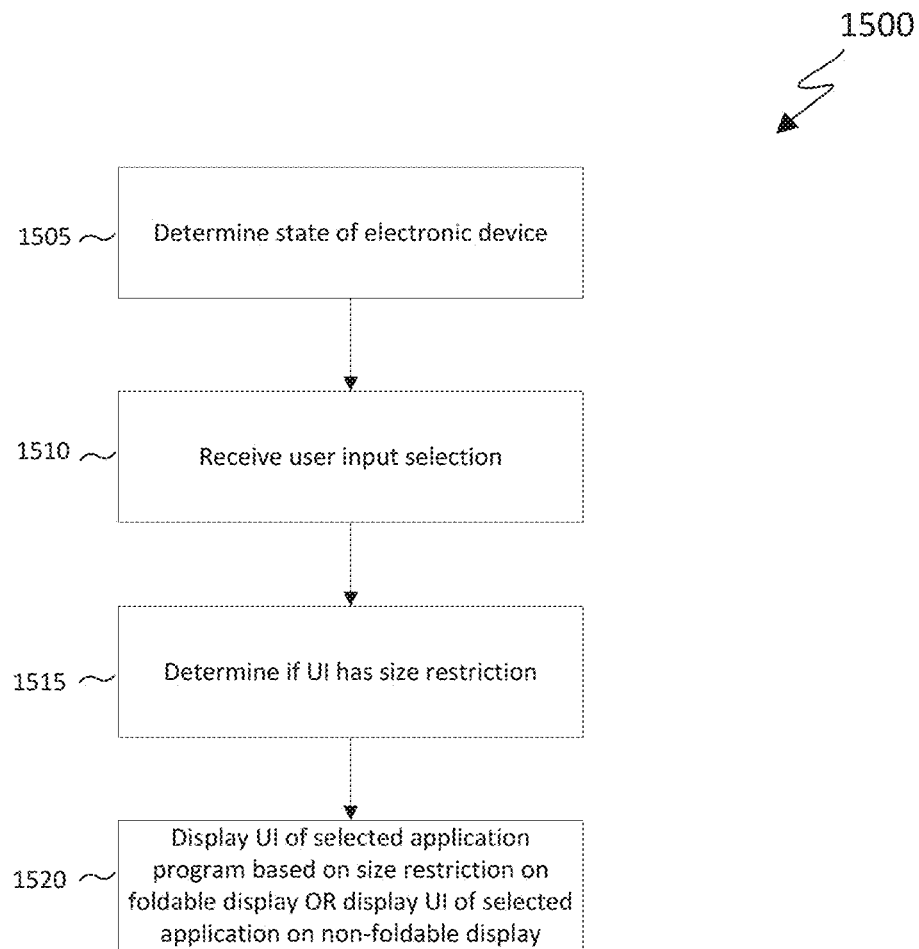 1500
1505
Determine state of electronic device
1510
Receive user input selection
1515
Determine if UI has size restriction
1520
Display UI of selected application
program based on size restriction on
foldable display OR display UI of selected
application on non-foldable display